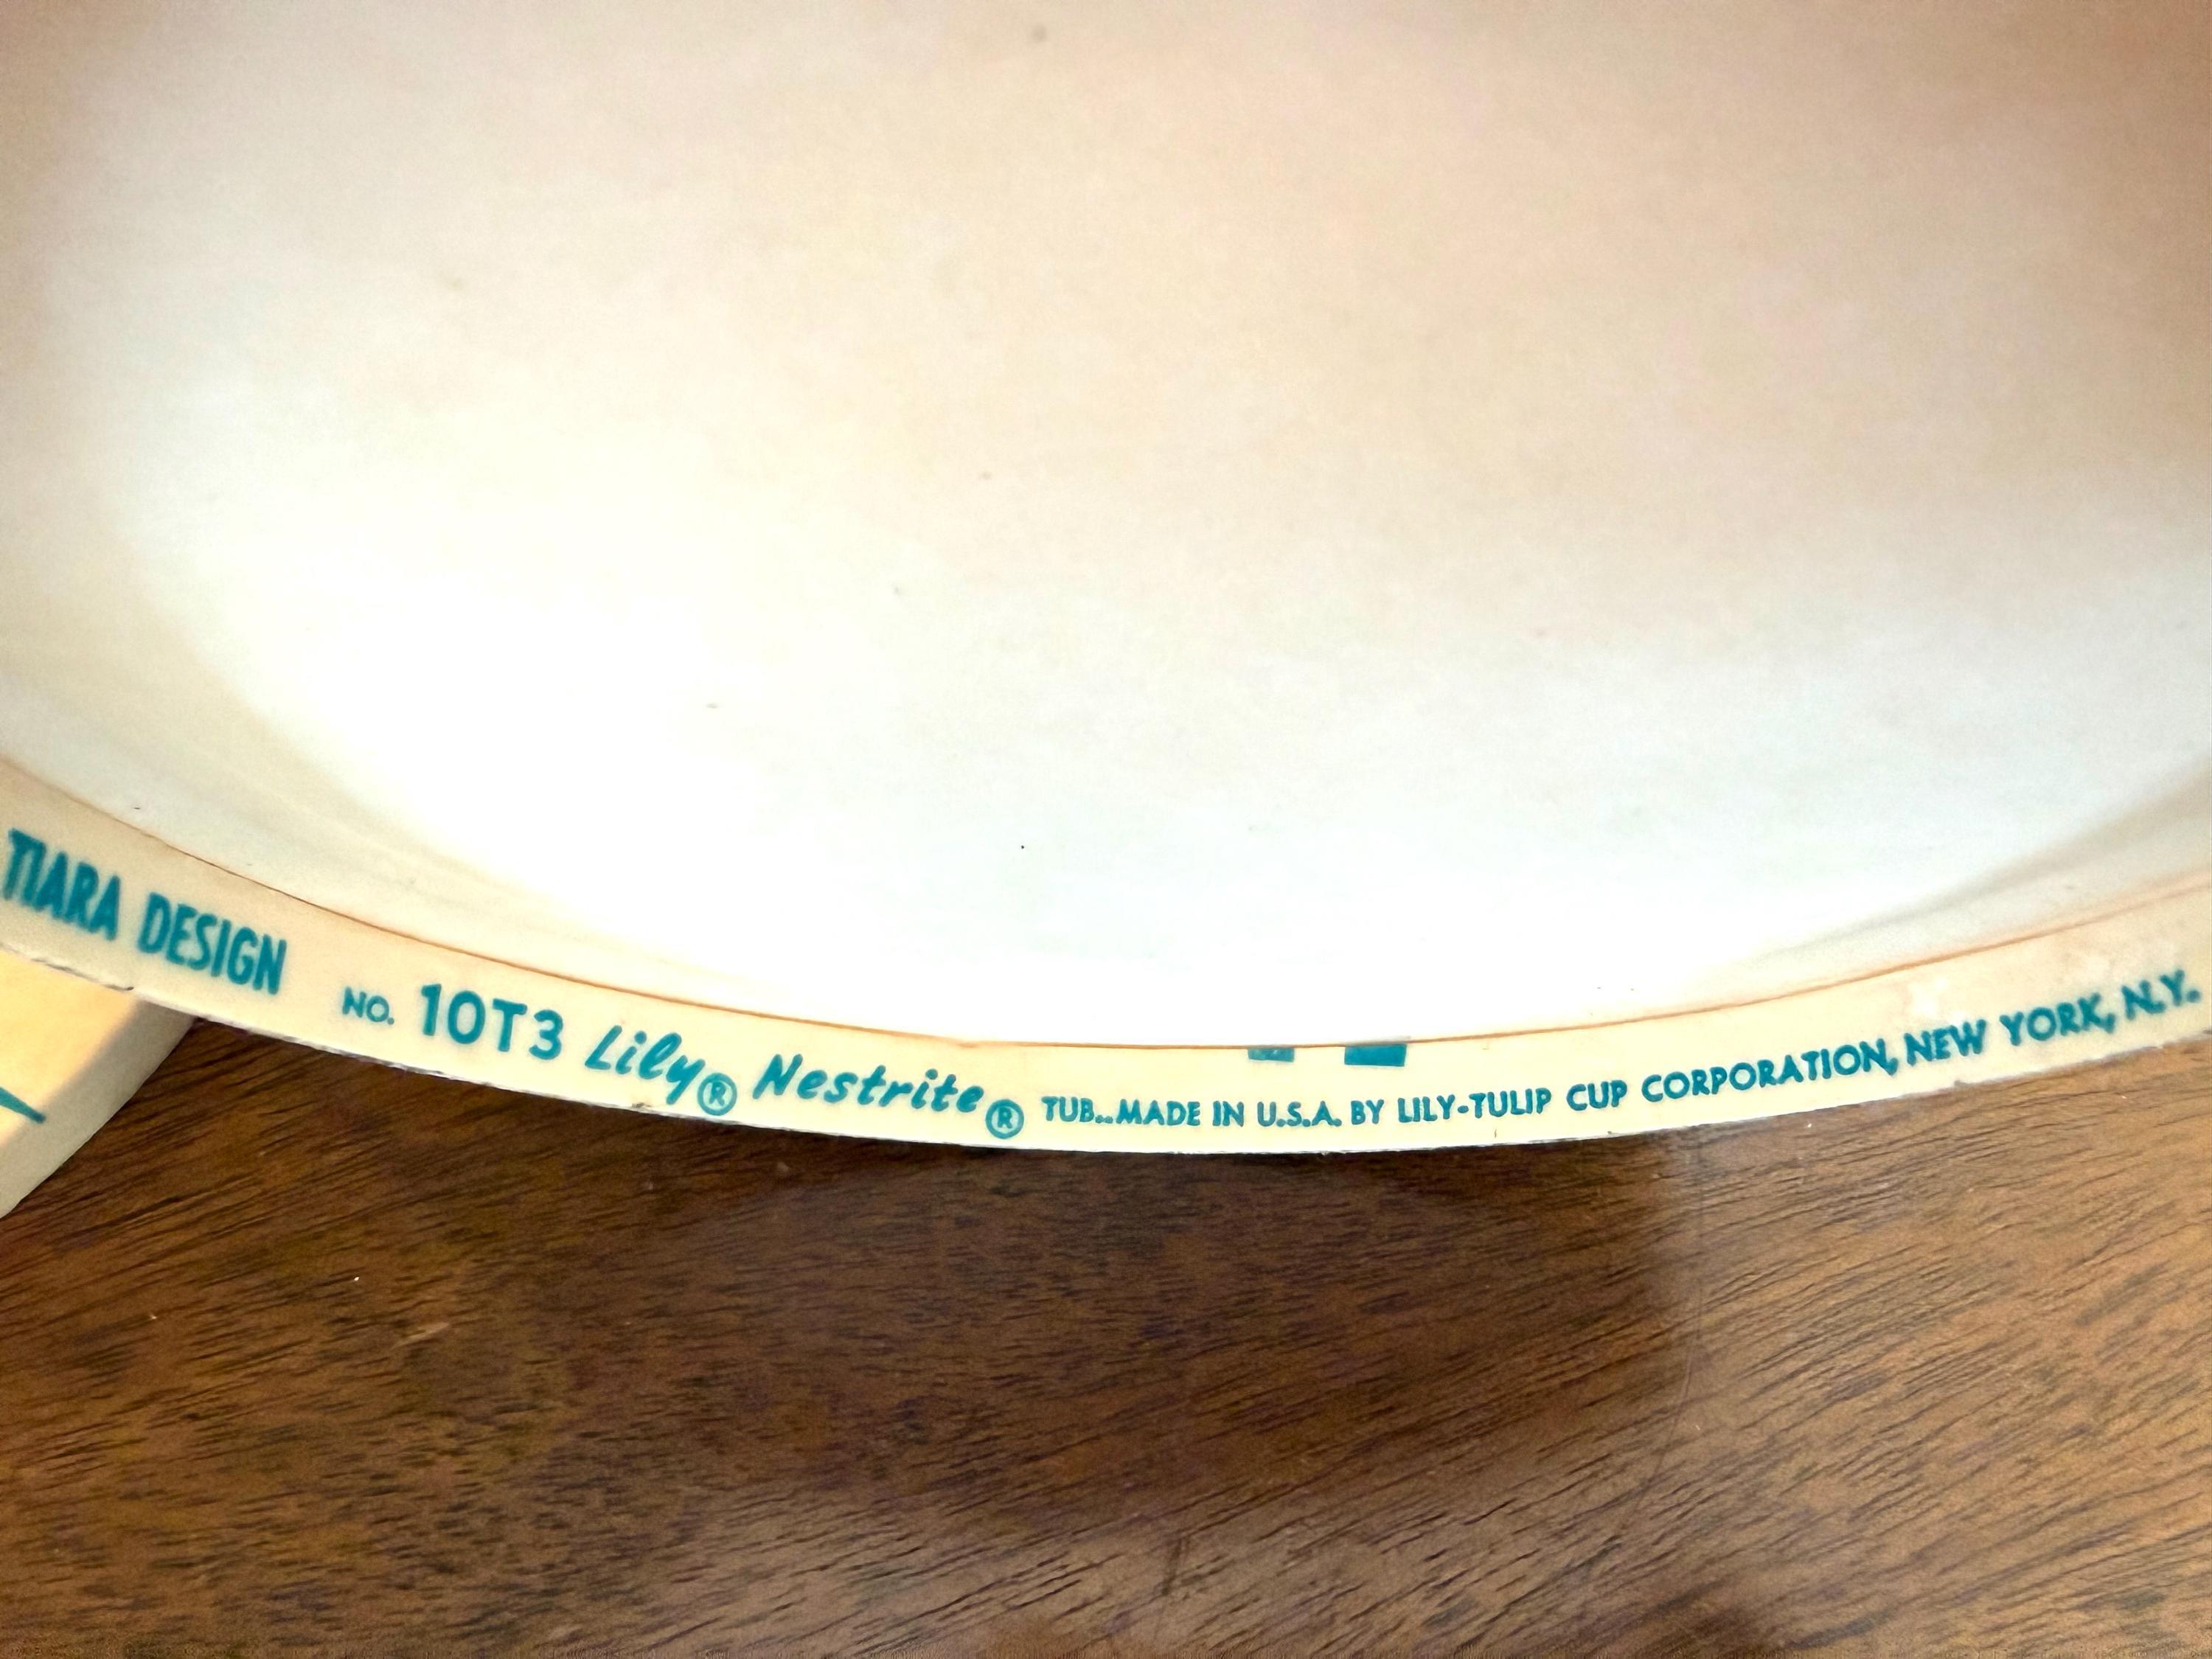 TIARA DESIGN NO. 10T3 Lily® Nestrite® TUB...MADE IN U.S.A. BY LILY-TULIP CUP CORPORATION, NEW YORK, N.Y.